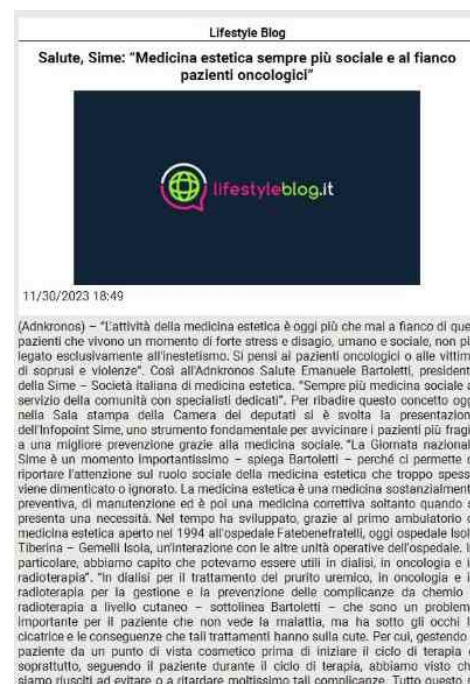 Lifestyle Blog
Salute, Sime: “Medicina estetica sempre più sociale e al fianco
pazienti oncologici”
lifestyleblog.it
11/30/2023 18:49
(Adnkronos) – “L'attività della medicina estetica è oggi più che mai a fianco di que
pazienti che vivono un momento di forte stress e disagio, umano e sociale, non pi
legato esclusivamente all'inestetismo. Si pensi ai pazienti oncologici o alle vittim
di soprusi e violenze”. Così all'Adnkronos Salute Emanuele Bartoletti, president
della Sime – Società italiana di medicina estetica. “Sempre più medicina sociale a
servizio della comunità con specialisti dedicati”. Per ribadire questo concetto ogg
nella Sala stampa della Camera dei deputati si è svolta la presentazion
dell'Infopoint Sime, uno strumento fondamentale per avvicinare i pazienti più fragi
a una migliore prevenzione grazie alla medicina sociale. “La Giornata nazional
Sime è un momento importantissimo – spiega Bartoletti – perché ci permette d
riportare l'attenzione sul ruolo sociale della medicina estetica che troppo spess
viene dimenticato o ignorato. La medicina estetica è una medicina sostanzialment
preventiva, di manutenzione ed è poi una medicina correttiva soltanto quando s
presenta una necessità. Nel tempo ha sviluppato, grazie al primo ambulatorio d
medicina estetica aperto nel 1994 all'ospedale Fatebenefratelli, oggi ospedale Isol
Tiberina – Gemelli Isola, un'interazione con le altre unità operative dell'ospedale. I
particolare, abbiamo capito che potevamo essere utili in dialisi, in oncologia e i
radioterapia”. “In dialisi per il trattamento del prurito uremico, in oncologia e i
radioterapia per la gestione e la prevenzione delle complicanze da chemio
radioterapia a livello cutaneo – sottolinea Bartoletti – che sono un problem
importante per il paziente che non vede la malattia, ma ha sotto gli occhi l
cicatrice e le conseguenze che tali trattamenti hanno sulla cute. Per cui, gestendo
paziente da un punto di vista cosmetico prima di iniziare il ciclo di terapia
soprattutto, seguendo il paziente durante il ciclo di terapia, abbiamo visto ch
siamo riusciti ad evitare o a ritardare moltissimo tali complicanze. Tutto questo s